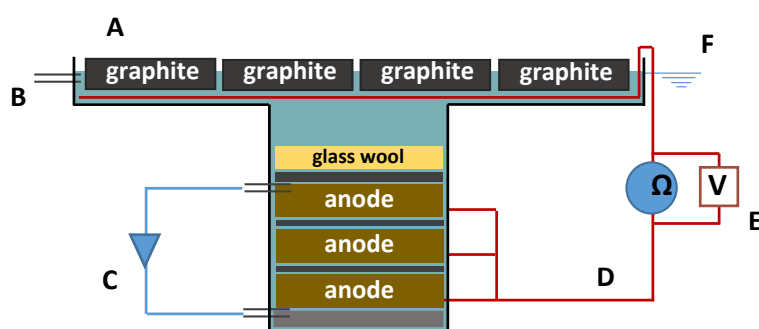 A
F
graphite graphite graphite graphite
B
glass wool
anode
Ω V
E
anode
C
D
anode